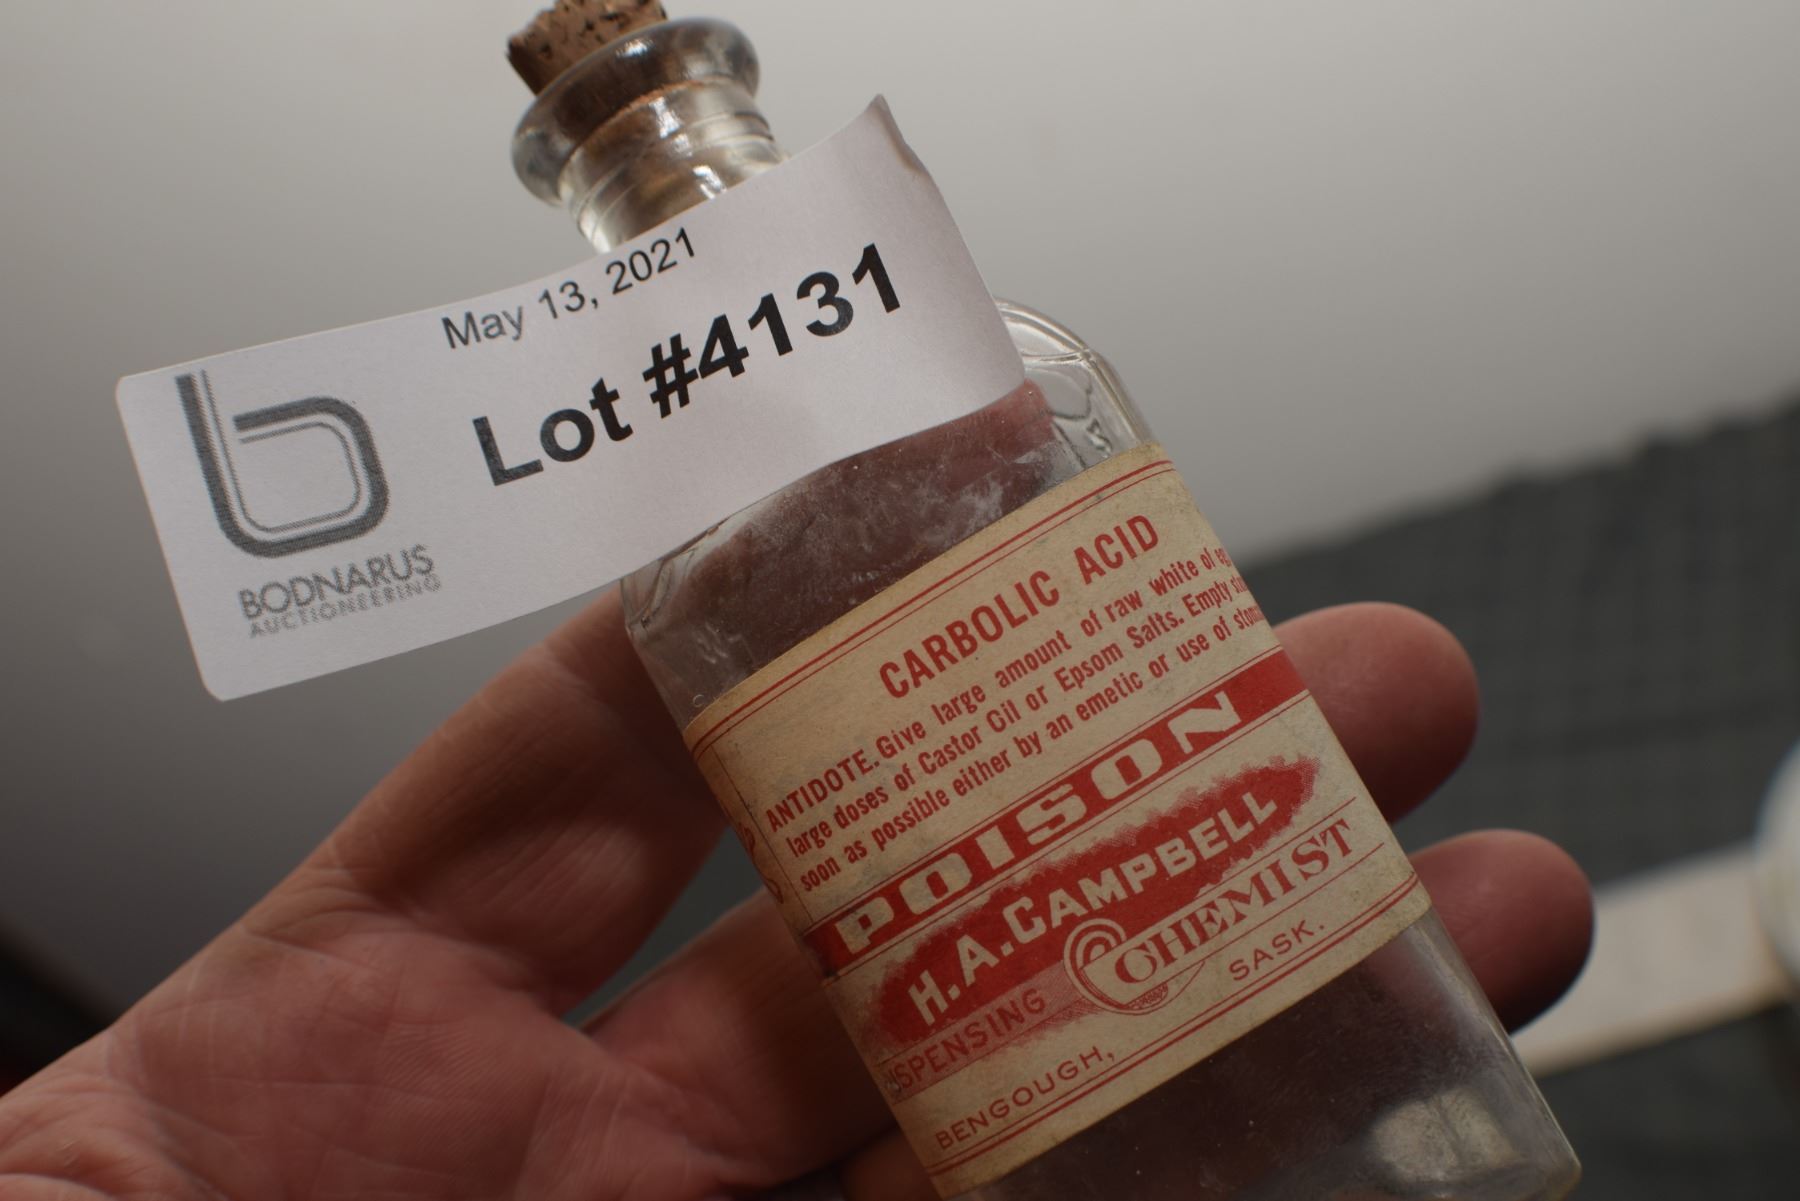 May 13, 2021
Lot #4131
BODNARUS
AUCTIONEERING
CARBOLIC ACID
ANTIDOTE. Give large amount of raw white of
large doses of Castor Oil or Epsom Salts. Empty
soon as possible either by an emetic or use of
POISON
H.A. CAMPBELL
CHEMIST
BENGOUGH, SASK.